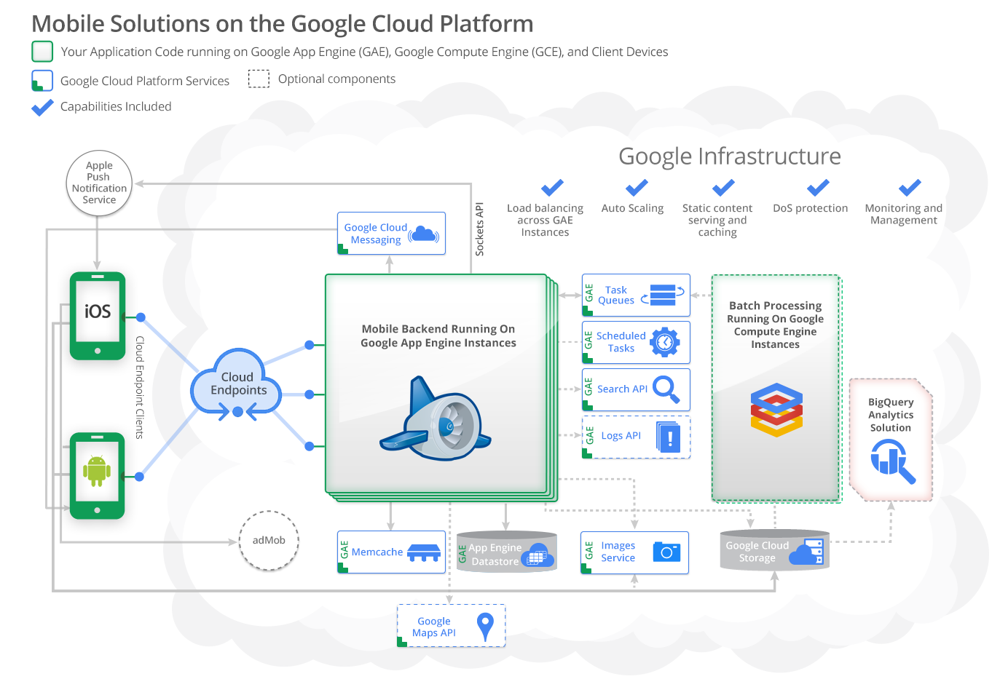 Mobile Solutions on the Google Cloud Platform
Your Application Code running on Google App Engine (GAE), Google Compute Engine (GCE), and Client Devices
Google Cloud Platform Services
Optional components
Capabilities Included
Google Infrastructure
Load balancing
across GAE
Instances
Auto Scaling
Static content
serving and
caching
DoS protection
Monitoring and
Management
Apple
Push
Notification
Service
Google Cloud
Messaging
Sockets API
iOS
Cloud Endpoint Clients
Cloud
Endpoints
Mobile Backend Running On
Google App Engine Instances
GAE
Task
Queues
GAE
Scheduled
Tasks
GAE
Search API
GAE
Logs API
Batch Processing
Running On Google
Compute Engine
Instances
BigQuery
Analytics
Solution
adMob
GAE
Memcache
GAE
App Engine
Datastore
GAE
Images
Service
Google Cloud
Storage
Google
Maps API